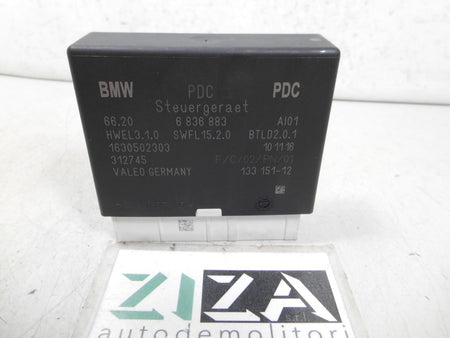 BMW PDC PDC
Steuergeraet
66.20 6 836 883 AI01
HWEL3.1.0 SWFL15.2.0 BTLD2.0.1
1630502303 10 11 16
312745 F/C/02/PN/01
VALEO GERMANY 133 151-12
ZIZA
s.r.l.
autodemolitori